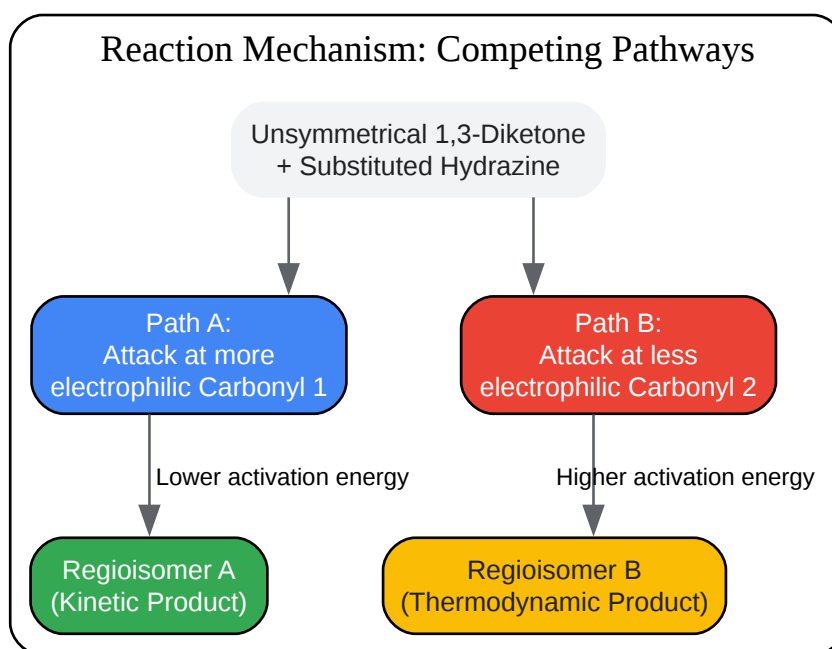 Reaction Mechanism: Competing Pathways
Unsymmetrical 1,3-Diketone
+ Substituted Hydrazine
Path A:
Attack at more
electrophilic Carbonyl 1
Path B:
Attack at less
electrophilic Carbonyl 2
Lower activation energy
Higher activation energy
Regioisomer A
(Kinetic Product)
Regioisomer B
(Thermodynamic Product)